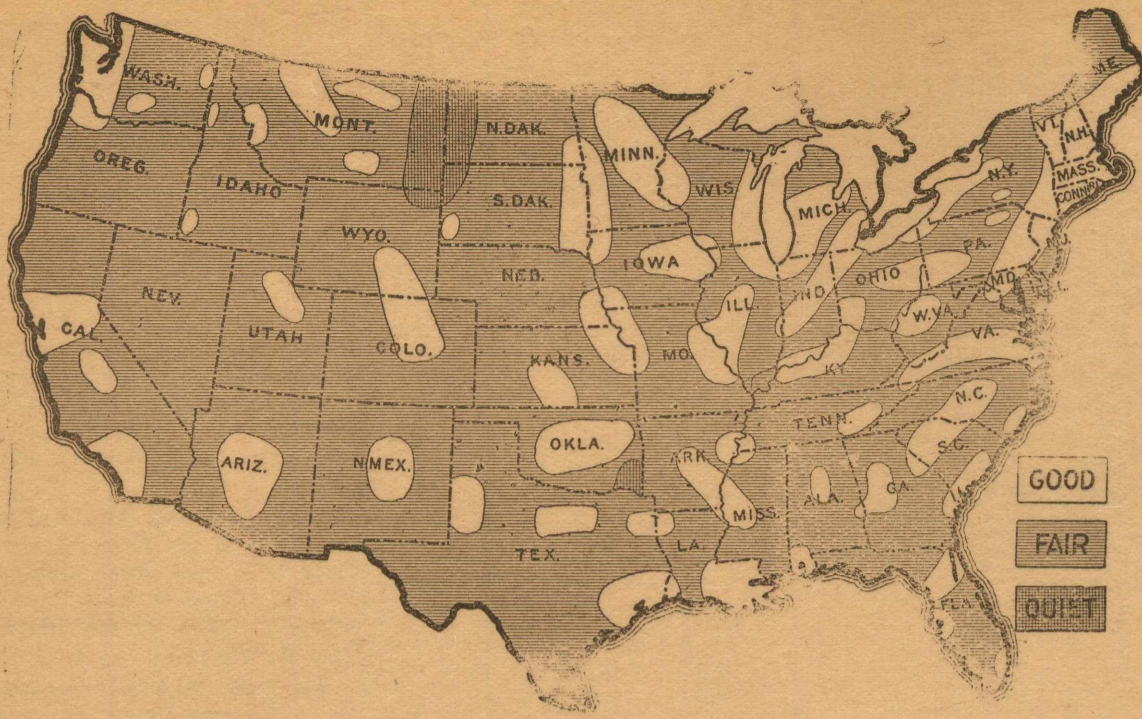 WASH.
MONT.
N.DAK.
MINN.
ME.
VT.
N.H.
OREG.
IDAHO
S.DAK.
WIS
MICH.
N.Y.
MASS.
CONN.
WYO.
NEB.
IOWA
PA.
NEV.
UTAH
COLO.
ILL.
IND.
OHIO
MD.
W.VA.
CAL.
KANS.
MO.
KY.
VA.
ARIZ.
N.MEX.
OKLA.
ARK.
TENN.
N.C.
S.C.
TEX.
LA.
MISS.
ALA.
GA.
FLA.
GOOD
FAIR
QUIET